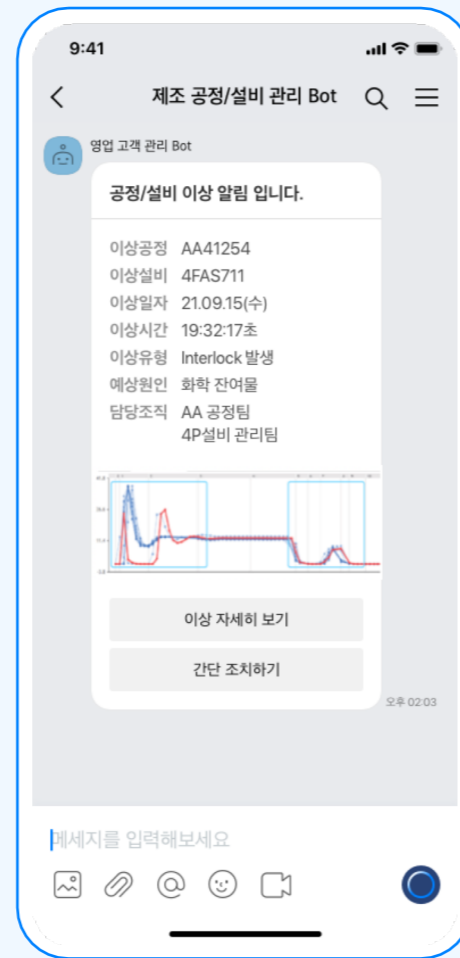 9:41
제조 공정/설비 관리 Bot
영업 고객 관리 Bot
공정/설비 이상 알림 입니다.
이상공정 AA41254
이상설비 4FAS711
이상일자 21.09.15(수)
이상시간 19:32:17초
이상유형 Interlock 발생
예상원인 화학 잔여물
담당조직 AA 공정팀
4P설비 관리팀
이상 자세히 보기
간단 조치하기
오후 02:03
메세지를 입력해보세요